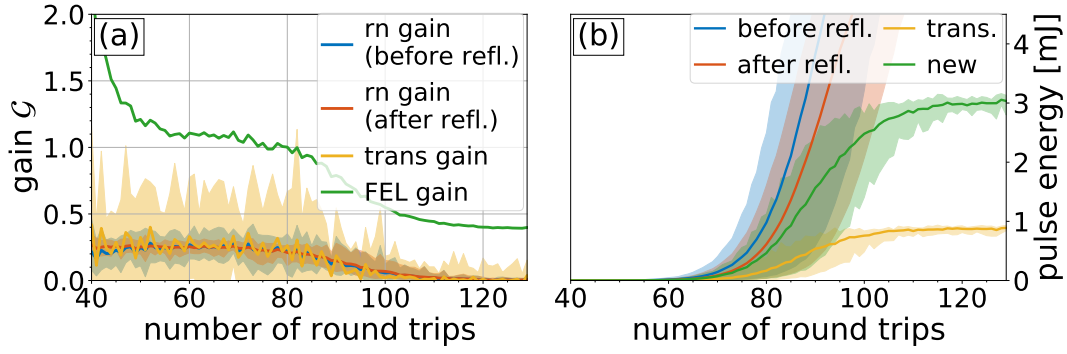 2.0
1.5
1.0
0.5
0.0
gain 𝒢
(a)
rn gain
(before refl.)
rn gain
(after refl.)
trans gain
FEL gain
40 60 80 100 120
number of round trips
(b)
before refl.
after refl.
trans.
new
4
3
2
1
0
pulse energy [mJ]
40 60 80 100 120
numer of round trips